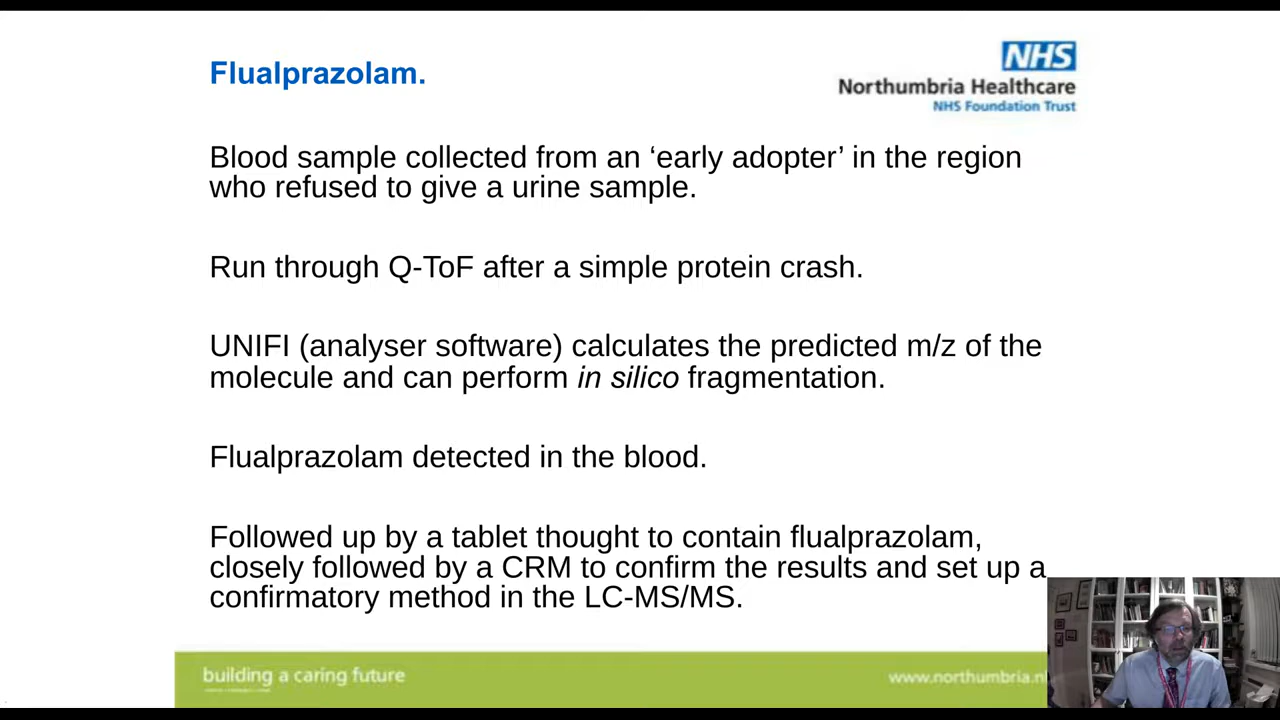 Flualprazolam.
NHS
Northumbria Healthcare
NHS Foundation Trust
Blood sample collected from an ‘early adopter’ in the region
who refused to give a urine sample.
Run through Q-ToF after a simple protein crash.
UNIFI (analyser software) calculates the predicted m/z of the
molecule and can perform in silico fragmentation.
Flualprazolam detected in the blood.
Followed up by a tablet thought to contain flualprazolam,
closely followed by a CRM to confirm the results and set up a
confirmatory method in the LC-MS/MS.
building a caring future
www.northumbria.n